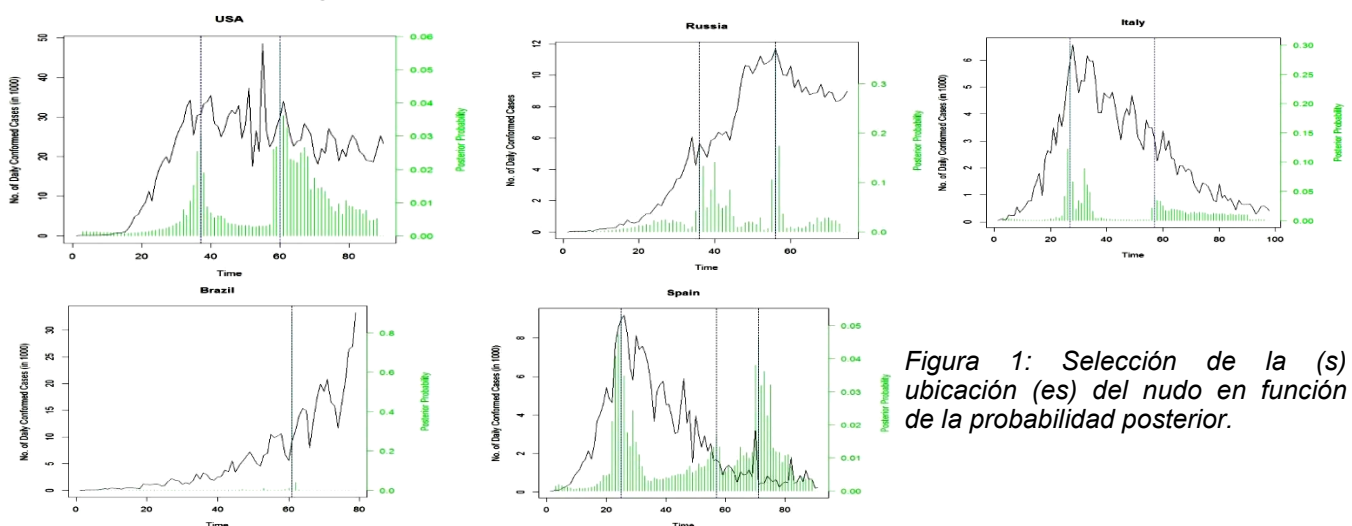 USA
No. of Daily Confomed Cases (in 1000)
0 10 20 30 40 50
0.00 0.01 0.02 0.03 0.04 0.05 0.06
Posterior Probability
0 20 40 60 80
Time
Russia
No. of Daily Confomed Cases
0 2 4 6 8 10 12
0.0 0.1 0.2 0.3
Posterior Probability
0 20 40 60
Time
Italy
No. of Daily Confomed Cases (in 1000)
0 1 2 3 4 5 6
0.00 0.05 0.10 0.15 0.20 0.25 0.30
Posterior Probability
0 20 40 60 80 100
Time
Brazil
No. of Daily Confomed Cases (in 1000)
0 5 10 15 20 25 30
0.0 0.2 0.4 0.6 0.8
Posterior Probability
0 20 40 60 80
Time
Spain
No. of Daily Confomed Cases (in 1000)
0 2 4 6 8
0.00 0.01 0.02 0.03 0.04 0.05
Posterior Probability
0 20 40 60 80
Time
Figura 1: Selección de la (s)
ubicación (es) del nudo en función
de la probabilidad posterior.